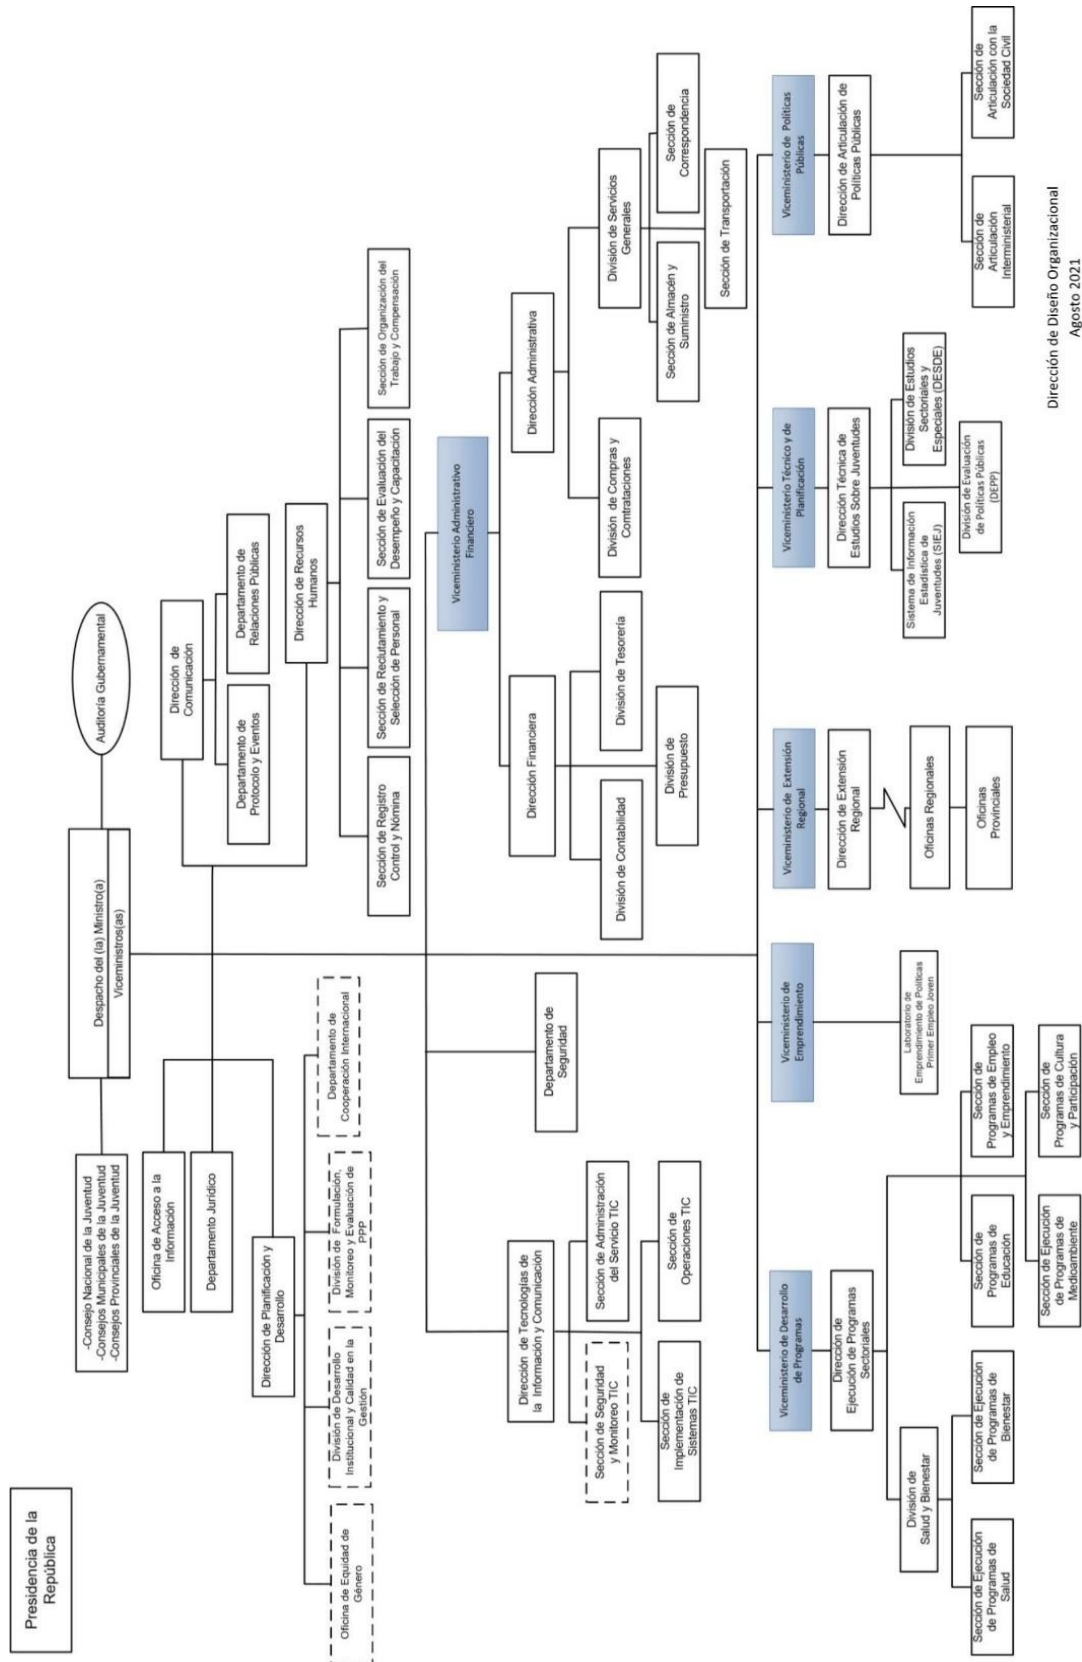 Presidencia de la
República
-Consejo Nacional de la Juventud
-Consejos Municipales de la Juventud
-Consejos Provinciales de la Juventud
Despacho del (la) Ministro(a)
Viceministros(as)
Auditoría Gubernamental
Oficina de Acceso a la
Información
Departamento Jurídico
Dirección de Planificación y
Desarrollo
Oficina de Equidad de
Género
División de Desarrollo
Institucional y Calidad en la
Gestión
División de Formulación,
Monitoreo y Evaluación de
PPP
Departamento de
Cooperación Internacional
Dirección de
Comunicación
Departamento de
Protocolo y Eventos
Departamento de
Relaciones Públicas
Dirección de Recursos
Humanos
Sección de Registro
Control y Nómina
Sección de Reclutamiento y
Selección de Personal
Sección de Evaluación del
Desempeño y Capacitación
Sección de Organización del
Trabajo y Compensación
Dirección de Tecnologías de
la Información y Comunicación
Sección de Seguridad
y Monitoreo TIC
Sección de Administración
del Servicio TIC
Sección de
Implementación de
Sistemas TIC
Sección de
Operaciones TIC
Departamento de
Seguridad
Viceministerio Administrativo
Financiero
Dirección Financiera
División de Contabilidad
División de Tesorería
División de
Presupuesto
Dirección Administrativa
División de Compras y
Comtrataciones
División de Servicios
Generales
Sección de Almacén y
Suministro
Sección de
Correspondencia
Sección de Transportación
Viceministerio de Desarrollo
de Programas
Dirección de
Ejecución de Programas
Sectoriales
División de
Salud y Bienestar
Sección de Ejecución
de Programas de
Salud
Sección de Ejecución
de Programas de
Bienestar
Sección de
Programas de
Educación
Sección de
Programas de Empleo
y Emprendimiento
Sección de Ejecución
de Programas de
Medioambiente
Sección de
Programas de Cultura
y Participación
Viceministerio de
Emprendimiento
Laboratorio de
Emprendimiento de Políticas
Primer Empleo Joven
Viceministerio de Extensión
Regional
Dirección de Extensión
Regional
Oficinas Regionales
Oficinas
Provinciales
Viceministerio Técnico y de
Planificación
Dirección Técnica de
Estudios Sobre Juventudes
Sistema de Información
Estadística de
Juventudes (SIEJ)
División de Estudios
Sectoriales y
Especiales (DESDE)
División de Evaluación
de Políticas Públicas
(DEPP)
Viceministerio de Políticas
Públicas
Dirección de Articulación de
Políticas Públicas
Sección de
Articulación
Interministerial
Sección de
Articulación con la
Sociedad Civil
Dirección de Diseño Organizacional
Agosto 2021